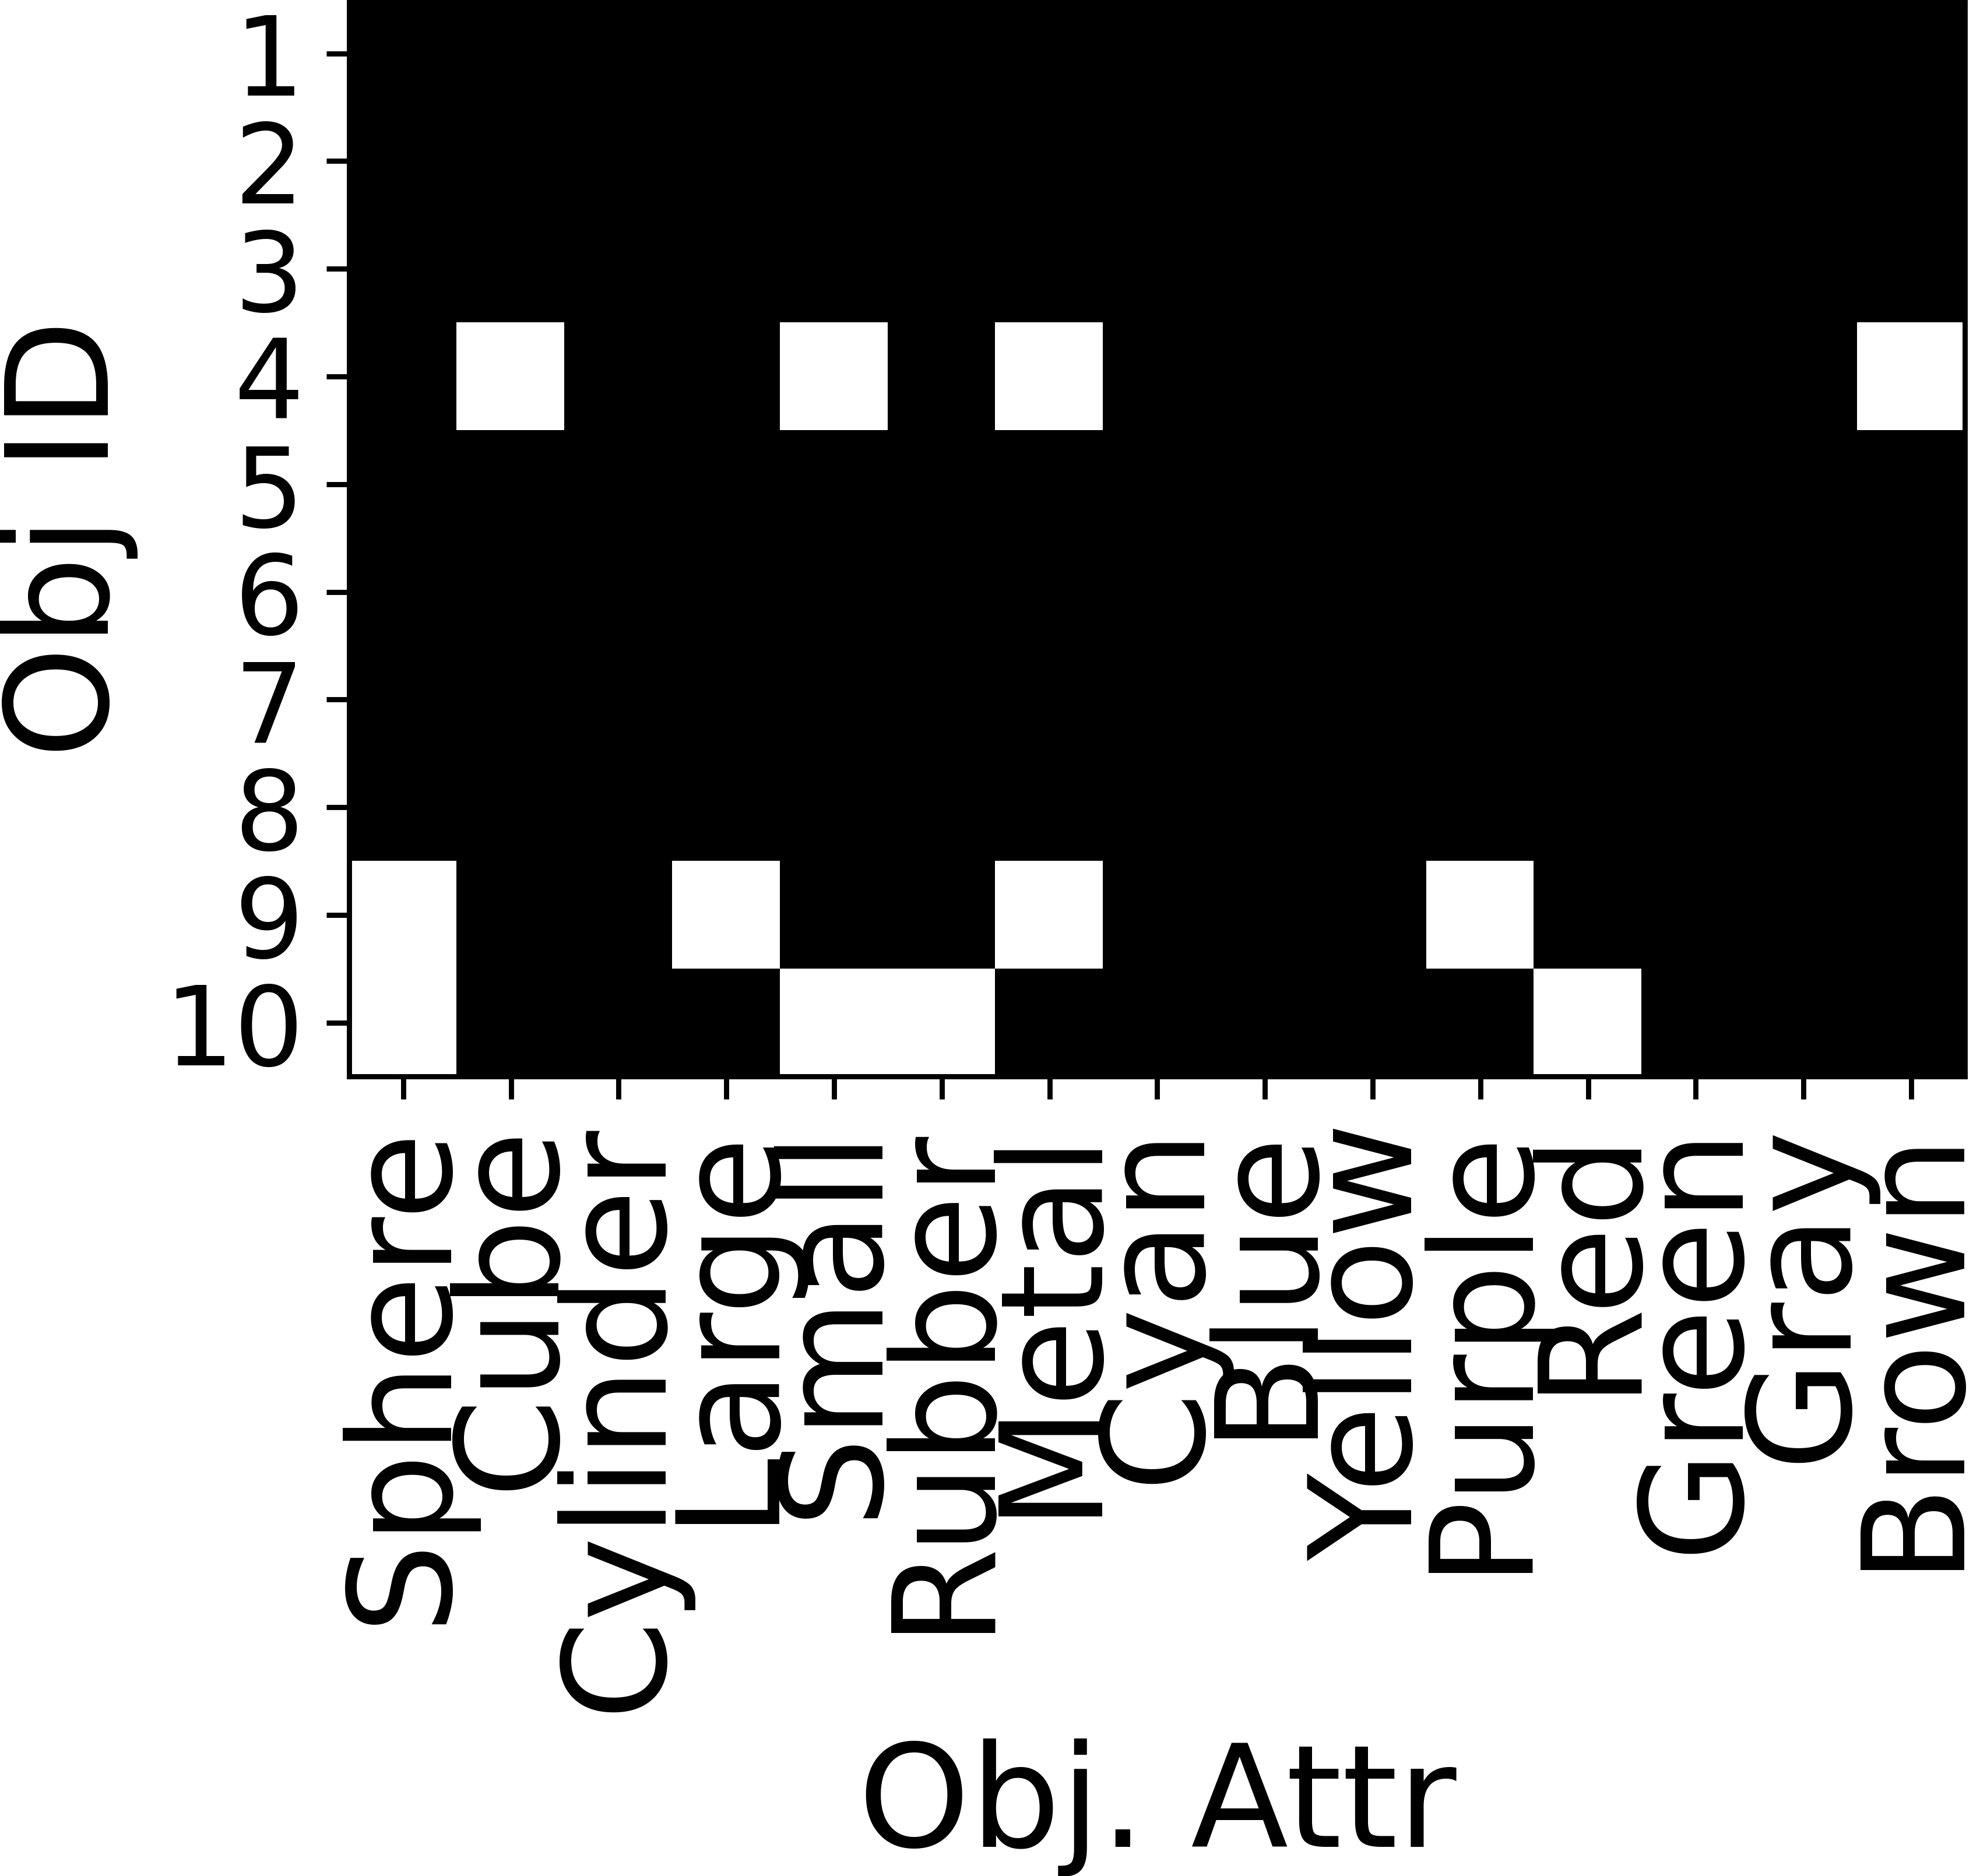 Obj ID
1
2
3
4
5
6
7
8
9
10
Sphere
Cube
Cylinder
Large
Small
Rubber
Metal
Cyan
Blue
Yellow
Purple
Red
Green
Gray
Brown
Obj. Attr